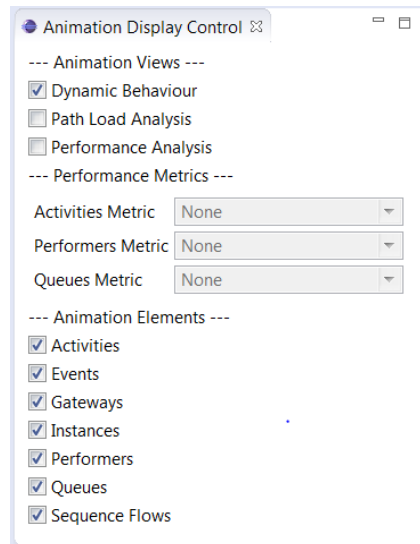 Animation Display Control
--- Animation Views ---
Dynamic Behaviour
Path Load Analysis
Performance Analysis
--- Performance Metrics ---
Activities Metric None
Performers Metric None
Queues Metric None
--- Animation Elements ---
Activities
Events
Gateways
Instances
Performers
Queues
Sequence Flows